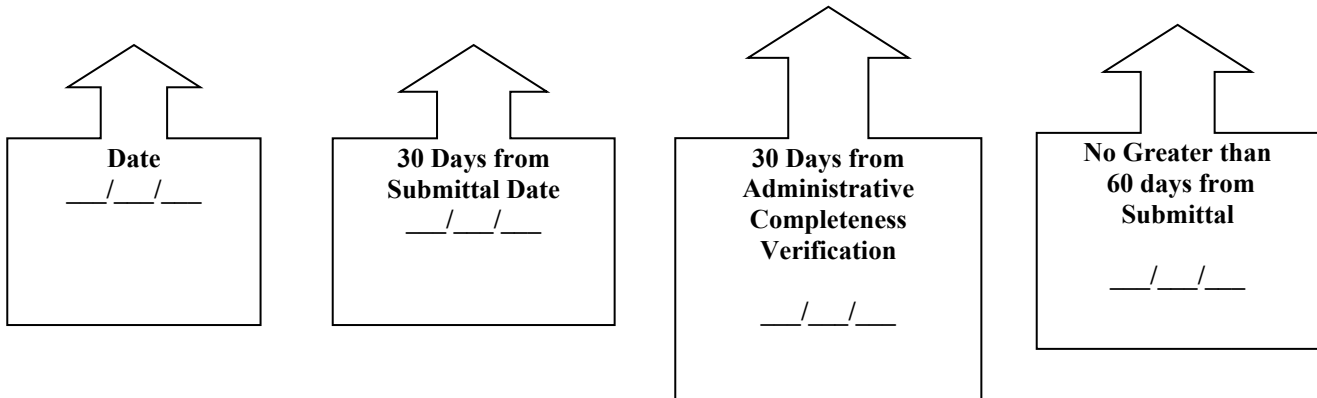 Date
___/___/___
30 Days from
Submittal Date
___/___/___
30 Days from
Administrative
Completeness
Verification
___/___/___
No Greater than
60 days from
Submittal
___/___/___